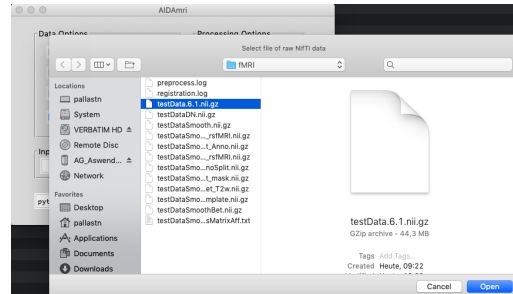 AIDAmri
Data Options
Processing Options
Select file of raw NIfTI data
fMRI
Locations
pallastn
System
VERBATIM HD
Remote Disc
AG_Aswend...
Network
Favorites
Desktop
pallastn
Applications
Documents
Downloads
preprocess.log
registration.log
testData.6.1.nii.gz
testDataDN.nii.gz
testDataSmooth.nii.gz
testDataSmo..._rsfMRI.nii.gz
testDataSmo...t_Anno.nii.gz
testDataSmo..._rsfMRI.nii.gz
testDataSmo...noSplit.nii.gz
testDataSmo...t_mask.nii.gz
testDataSmo...et_T2w.nii.gz
testDataSmo...mplate.nii.gz
testDataSmoothBet.nii.gz
testDataSmo...sMatrixAff.txt
testData.6.1.nii.gz
GZip archive - 44,3 MB
Tags Add Tags...
Created Heute, 09:22
Inp
pyt
Cancel
Open